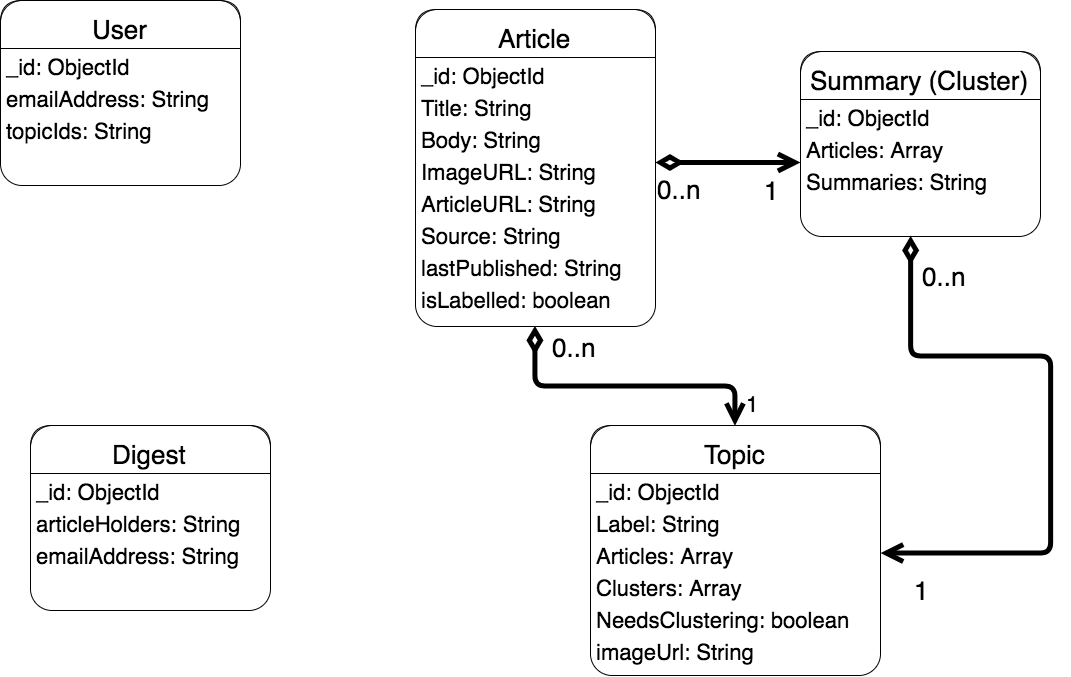 User
_id: ObjectId
emailAddress: String
topicIds: String
Article
_id: ObjectId
Title: String
Body: String
ImageURL: String
ArticleURL: String
Source: String
lastPublished: String
isLabelled: boolean
0..n
1
Summary (Cluster)
_id: ObjectId
Articles: Array
Summaries: String
0..n
0..n
1
Digest
_id: ObjectId
articleHolders: String
emailAddress: String
Topic
_id: ObjectId
Label: String
Articles: Array
Clusters: Array
NeedsClustering: boolean
imageUrl: String
1